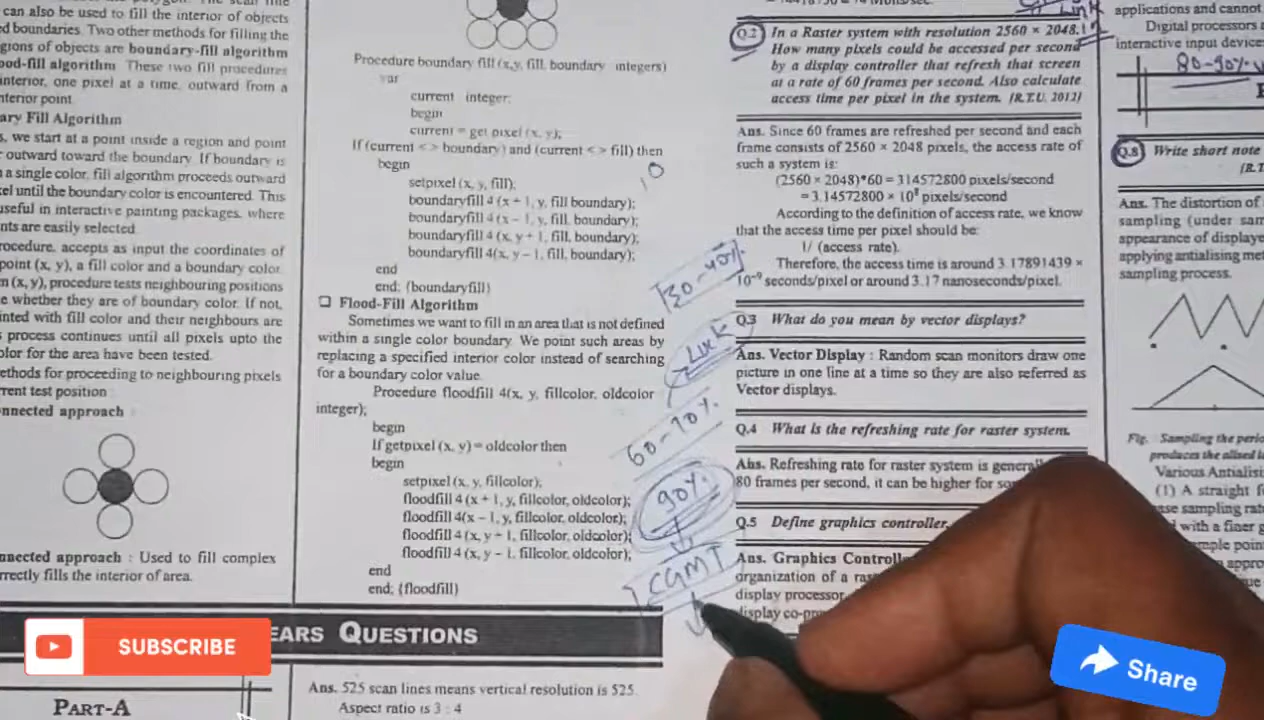 the polygon. The scan line
can also be used to fill the interior of objects
ed boundaries. Two other methods for filling the
gions of objects are boundary-fill algorithm
ood-fill algorithm. These two fill procedures
interior, one pixel at a time, outward from a
nterior point.
ary Fill Algorithm
s, we start at a point inside a region and point
r outward toward the boundary. If boundary is
n a single color, fill algorithm proceeds outward
xel until the boundary color is encountered. This
useful in interactive painting packages, where
nts are easily selected.
rocedure, accepts as input the coordinates of
point (x, y), a fill color and a boundary color.
m (x, y), procedure tests neighbouring positions
e whether they are of boundary color. If not,
inted with fill color and their neighbours are
s process continues until all pixels upto the
olor for the area have been tested.
ethods for proceeding to neighbouring pixels
rrent test position :
nnected approach :
nnected approach : Used to fill complex
rrectly fills the interior of area.
EARS QUESTIONS
PART-A
Procedure boundary fill (x,y, fill, boundary integers)
var
current integer;
begin
current = get pixel (x, y);
If (current < > boundary) and (current < > fill) then
begin
setpixel (x, y, fill);
boundaryfill 4 (x + 1, y, fill boundary);
boundaryfill 4 (x − 1, y, fill, boundary);
boundaryfill 4 (x, y + 1, fill, boundary);
boundaryfill 4(x, y − 1, fill, boundary);
end
end; {boundaryfill}
❑ Flood-Fill Algorithm
Sometimes we want to fill in an area that is not defined
within a single color boundary. We point such areas by
replacing a specified interior color instead of searching
for a boundary color value.
Procedure floodfill 4(x, y, fillcolor, oldcolor
integer);
begin
If getpixel (x, y) = oldcolor then
begin
setpixel (x, y, fillcolor);
floodfill 4 (x + 1, y, fillcolor, oldcolor);
floodfill 4(x − 1, y, fillcolor, oldcolor);
floodfill 4 (x, y + 1, fillcolor, oldcolor);
floodfill 4 (x, y − 1, fillcolor, oldcolor);
end
end; {floodfill}
Ans. 525 scan lines means vertical resolution is 525.
Aspect ratio is 3 : 4
10
30-40%
Luck
60-70%
90%
CGMT
Luck
Q.2 In a Raster system with resolution 2560 × 2048.
How many pixels could be accessed per second
by a display controller that refresh that screen
at a rate of 60 frames per second. Also calculate
access time per pixel in the system. [R.T.U. 2012]
Ans. Since 60 frames are refreshed per second and each
frame consists of 2560 × 2048 pixels, the access rate of
such a system is:
(2560 × 2048)*60 = 314572800 pixels/second
= 3.14572800 × 10⁸ pixels/second
According to the definition of access rate, we know
that the access time per pixel should be:
1/ (access rate).
Therefore, the access time is around 3.17891439 ×
10⁻⁹ seconds/pixel or around 3.17 nanoseconds/pixel.
Q.3 What do you mean by vector displays?
Ans. Vector Display : Random scan monitors draw one
picture in one line at a time so they are also referred as
Vector displays.
Q.4 What is the refreshing rate for raster system.
Ans. Refreshing rate for raster system is
80 frames per second, it can be higher for
Q.5 Define graphics controller.
Ans. Graphics
organization of a
display processor.
display
applications and cannot
Digital processors
interactive input device
80-90%
Q.8 Write short note
Ans. The distortion of
sampling (under sam
appearance of displaye
applying antialising met
sampling process.
Fig. Sampling the perio
produces the alised
Various Antialisi
(1) A straight f
ase sampling rat
with a finer g
SUBSCRIBE
Share